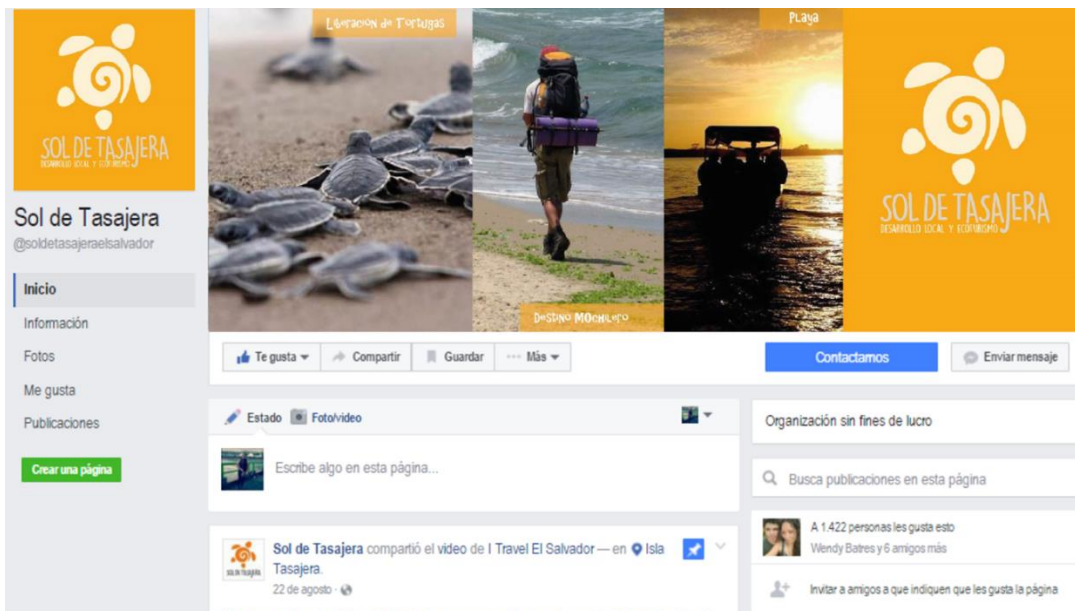 SOL DE TASAJERA
DESARROLLO LOCAL Y ECOTURISMO
Sol de Tasajera
@soldetasajeraelsalvador
Inicio
Información
Fotos
Me gusta
Publicaciones
Crear una página
Liberación de Tortugas
Destino Mochilero
Playa
SOL DE TASAJERA
DESARROLLO LOCAL Y ECOTURISMO
Te gusta Compartir Guardar Más
Contactarnos Enviar mensaje
Estado Foto/video
Escribe algo en esta página...
SOL DE TASAJERA
Sol de Tasajera compartió el video de I Travel El Salvador — en Isla
Tasajera.
22 de agosto ·
Organización sin fines de lucro
Busca publicaciones en esta página
A 1.422 personas les gusta esto
Wendy Batres y 6 amigos más
Invitar a amigos a que indiquen que les gusta la página